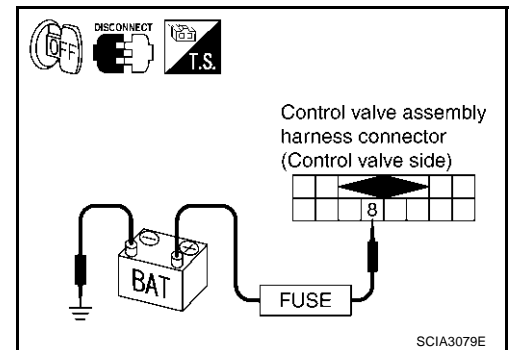 OFF
DISCONNECT
T.S.
Control valve assembly
harness connector
(Control valve side)
8
BAT
FUSE
SCIA3079E